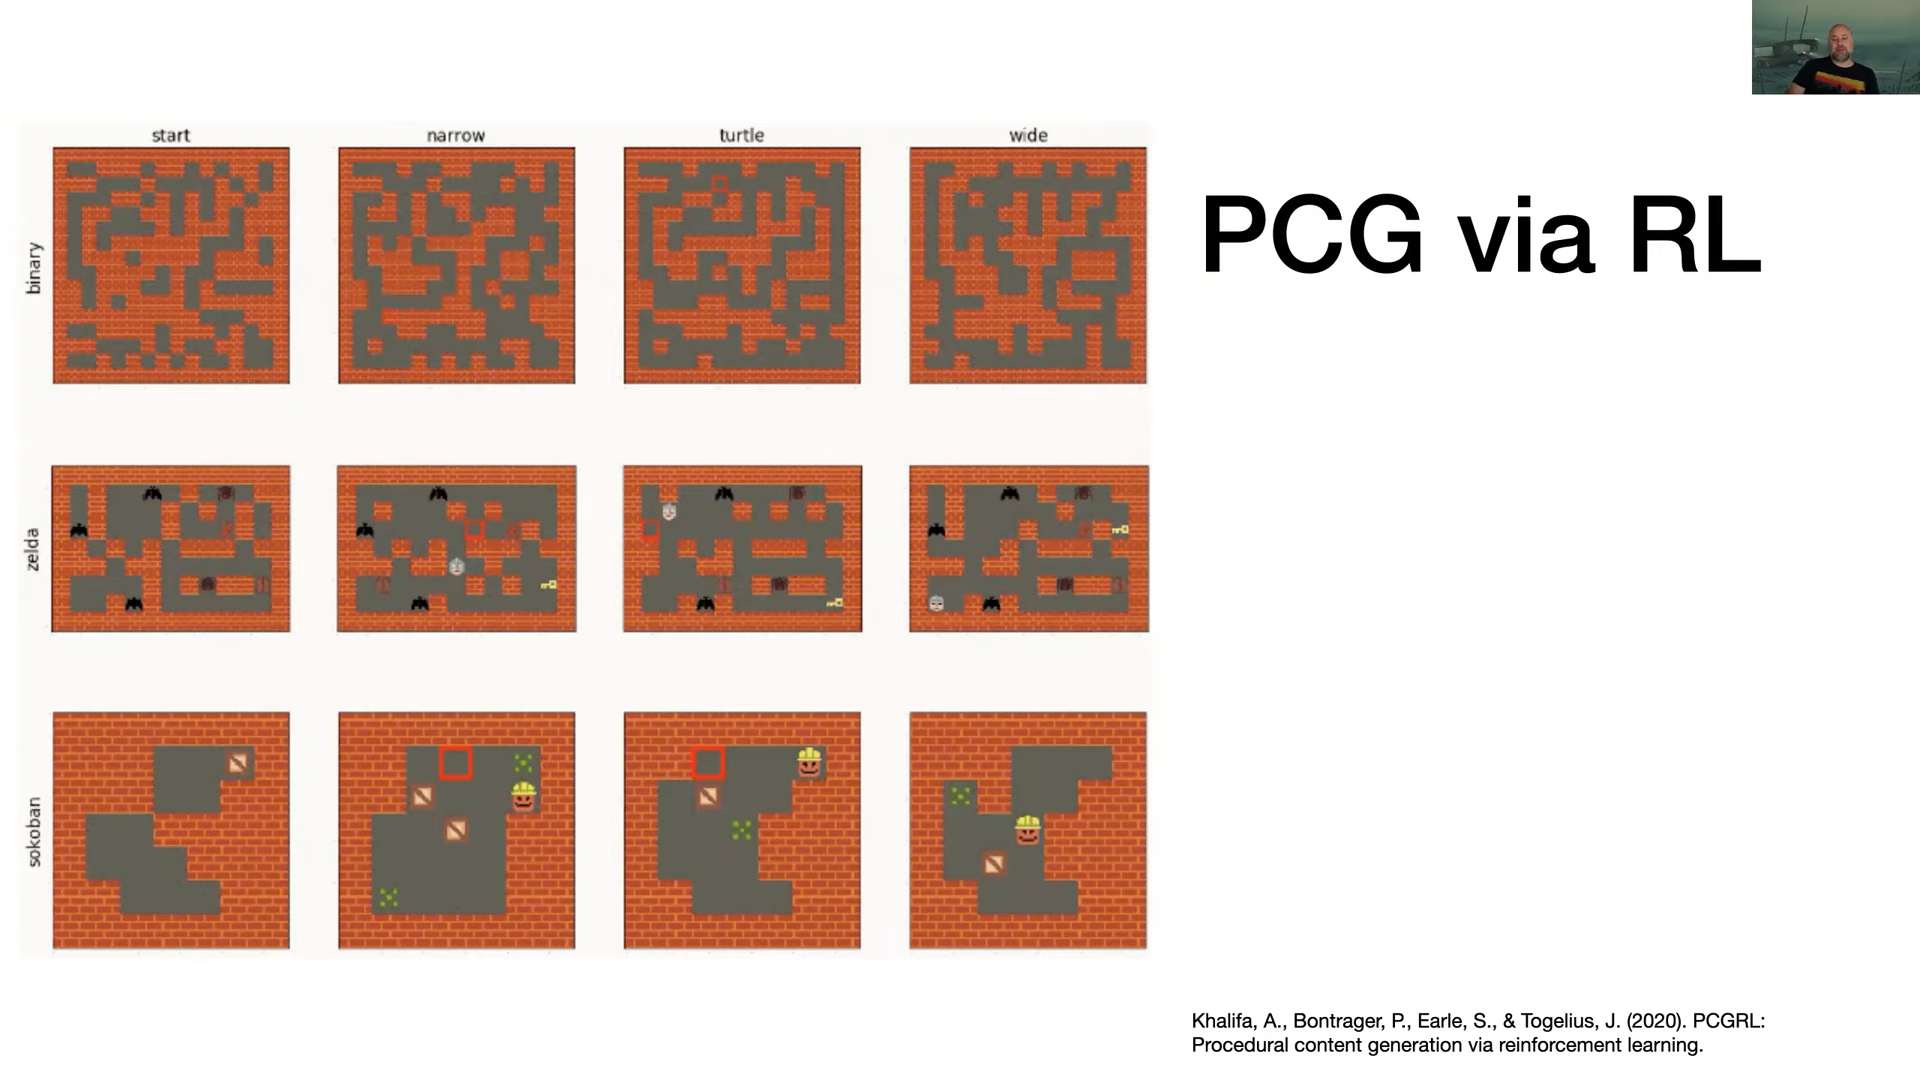 start
narrow
turtle
wide
binary
PCG via RL
zelda
sokoban
Khalifa, A., Bontrager, P., Earle, S., & Togelius, J. (2020). PCGRL:
Procedural content generation via reinforcement learning.